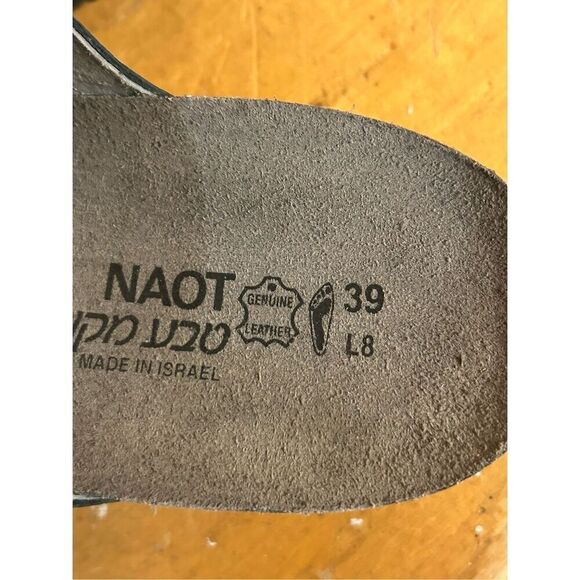 NAOT
GENUINE
LEATHER
39
טבע
L8
MADE IN ISRAEL